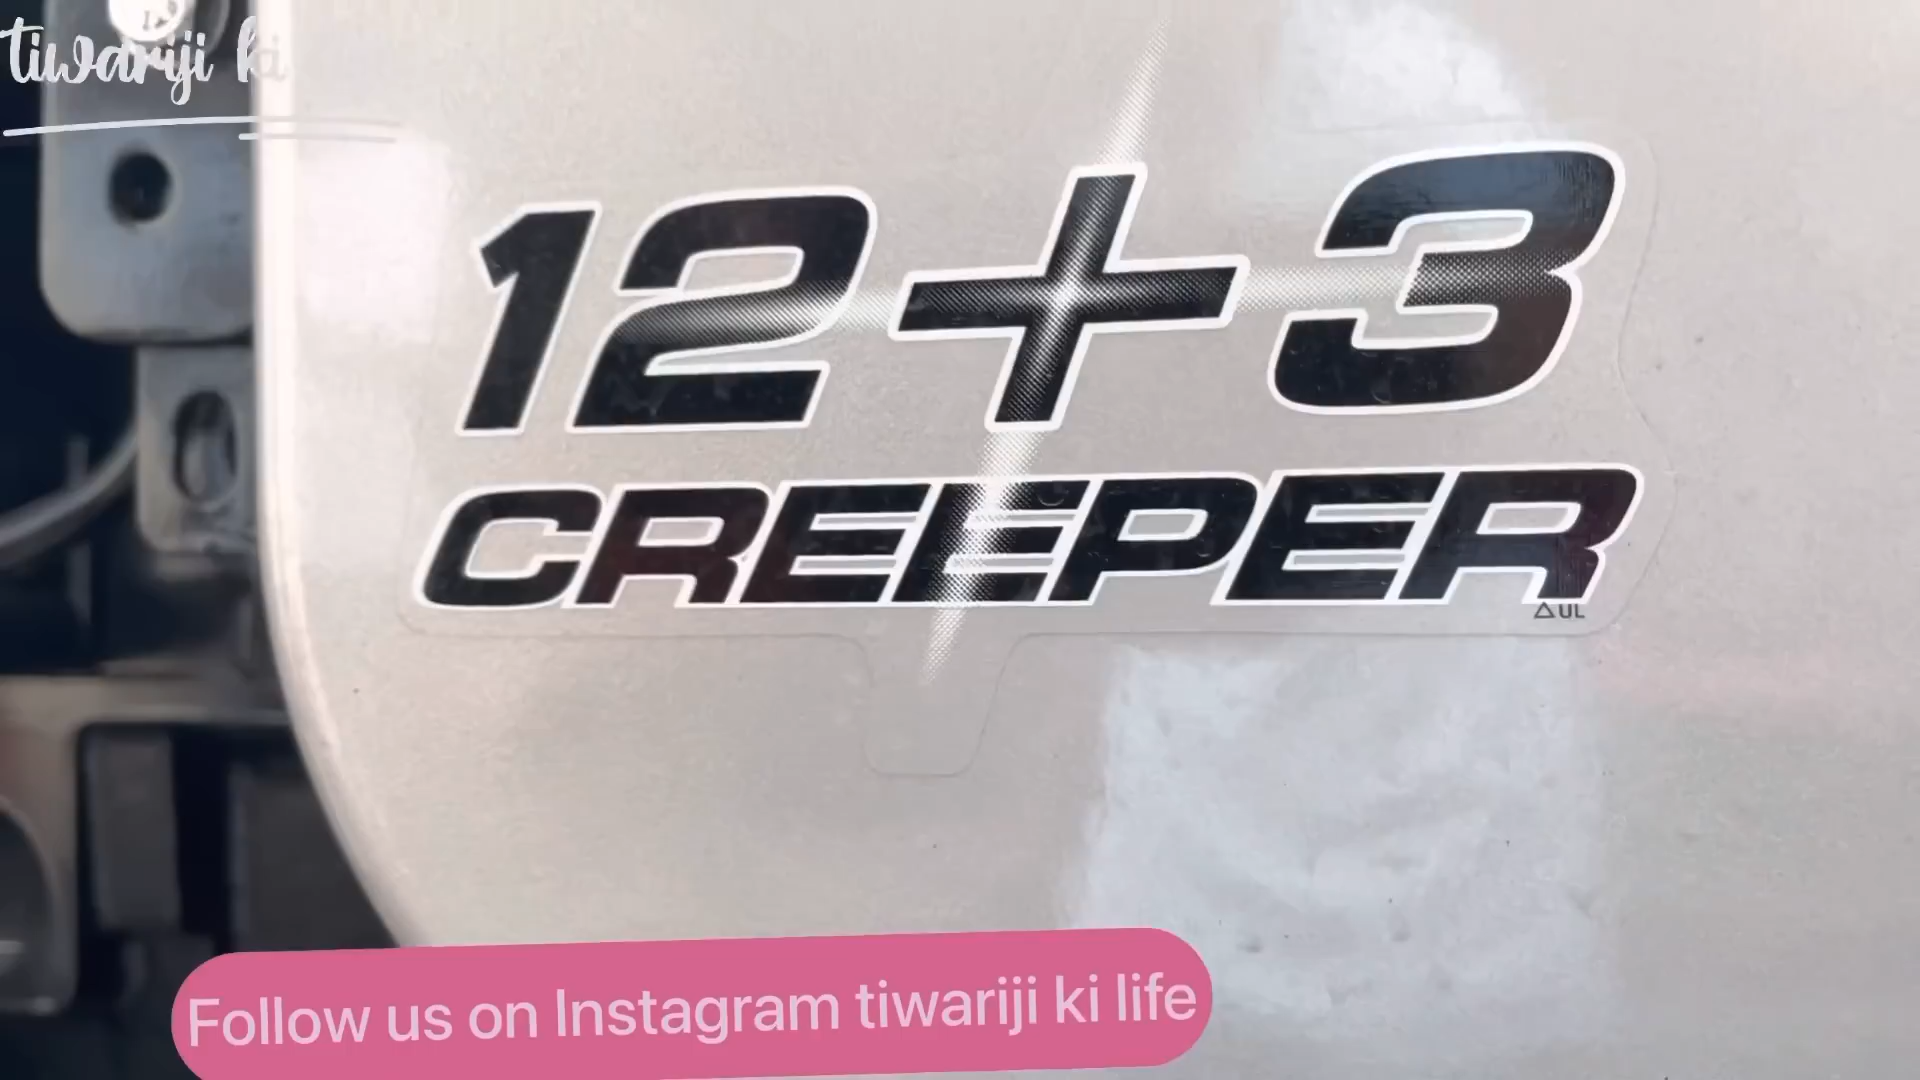 tiwariji ki
12+3
CREEPER
△UL
Follow us on Instagram tiwariji ki life